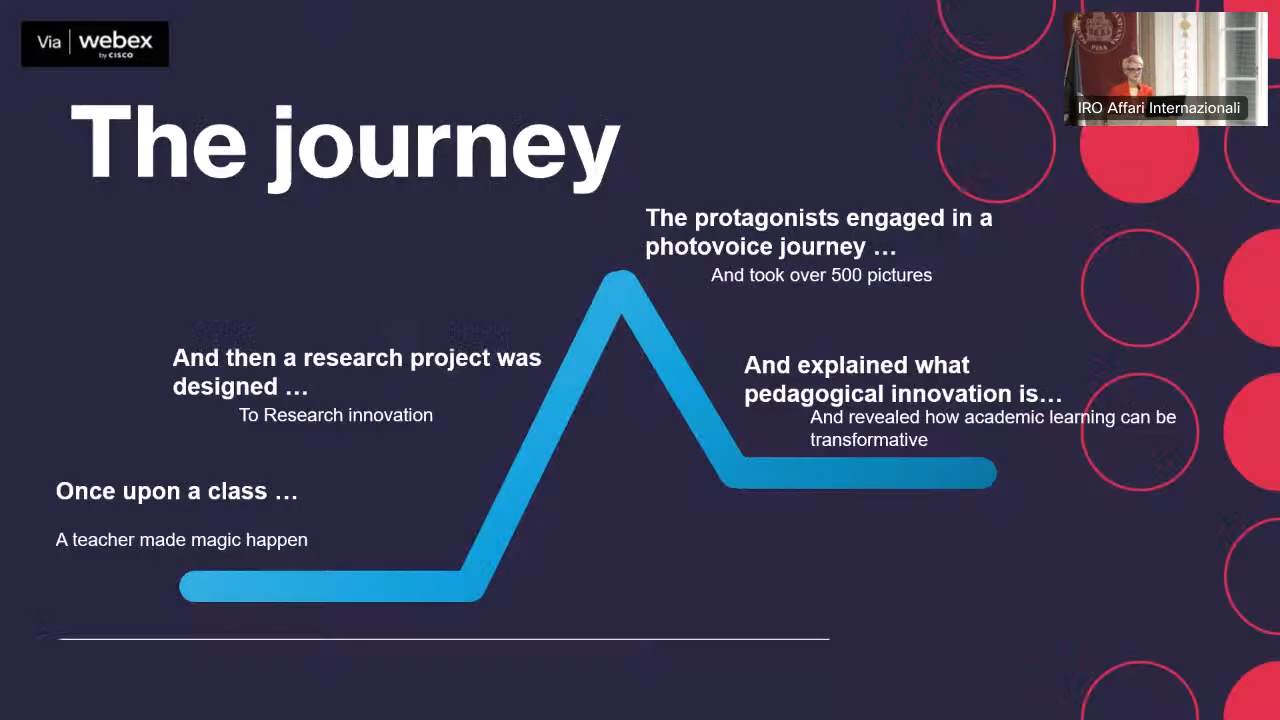 Via | webex
by CISCO
IRO Affari Internazionali
The journey
The protagonists engaged in a
photovoice journey …
And took over 500 pictures
And then a research project was
designed …
To Research innovation
And explained what
pedagogical innovation is…
And revealed how academic learning can be
transformative
Once upon a class …
A teacher made magic happen